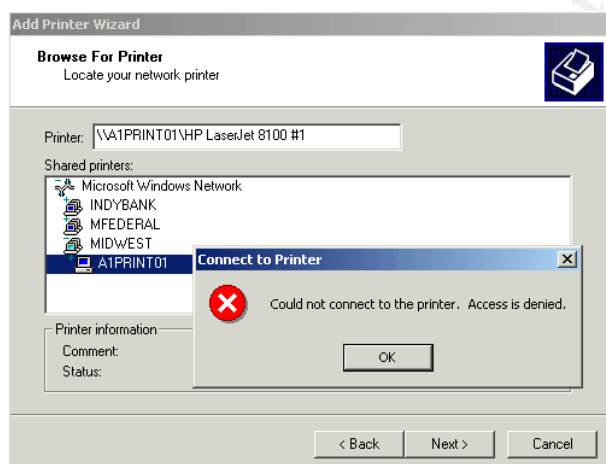 Add Printer Wizard
Browse For Printer
Locate your network printer
Printer: \\A1PRINT01\HP LaserJet 8100 #1
Shared printers:
Microsoft Windows Network
INDYBANK
MFEDERAL
MIDWEST
A1PRINT01
Connect to Printer
Could not connect to the printer. Access is denied.
OK
Printer information
Comment:
Status:
< Back
Next >
Cancel